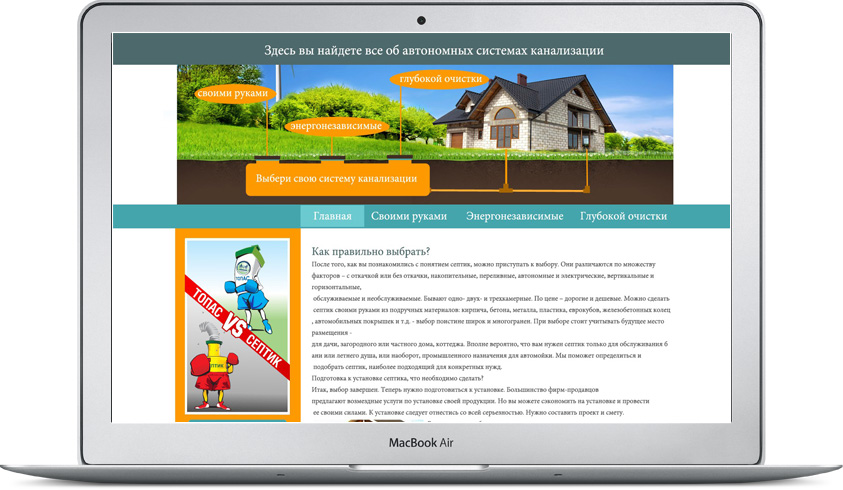 Здесь вы найдете все об автономных системах канализации
глубокой очистки
своими руками
энергонезависимые
Выбери свою систему канализации
Главная Своими руками Энергонезависимые Глубокой очистки
ТОПАС
ТОПАС VS СЕПТИК
СЕПТИК
Как правильно выбрать?
После того, как вы познакомились с понятием септик, можно приступать к выбору. Они различаются по множеству
факторов – с откачкой или без откачки, накопительные, переливные, автономные и электрические, вертикальные и
горизонтальные,
обслуживаемые и необслуживаемые. Бывают одно- двух- и трехкамерные. По цене – дорогие и дешевые. Можно сделать
септик своими руками из подручных материалов: кирпича, бетона, металла, пластика, еврокубов, железобетонных колец
, автомобильных покрышек и т.д. - выбор поистине широк и многогранен. При выборе стоит учитывать будущее место
размещения -
для дачи, загородного или частного дома, коттеджа. Вполне вероятно, что вам нужен септик только для обслуживания б
ани или летнего душа, или наоборот, промышленного назначения для автомойки. Мы поможет определиться и
подобрать септик, наиболее подходящий для конкретных нужд.
Подготовка к установке септика, что необходимо сделать?
Итак, выбор завершен. Теперь нужно подготовиться к установке. Большинство фирм-продавцов
предлагают возмездные услуги по установке своей продукции. Но вы можете сэкономить на установке и провести
ее своими силами. К установке следует отнестись со всей серьезностью. Нужно составить проект и смету.
MacBook Air